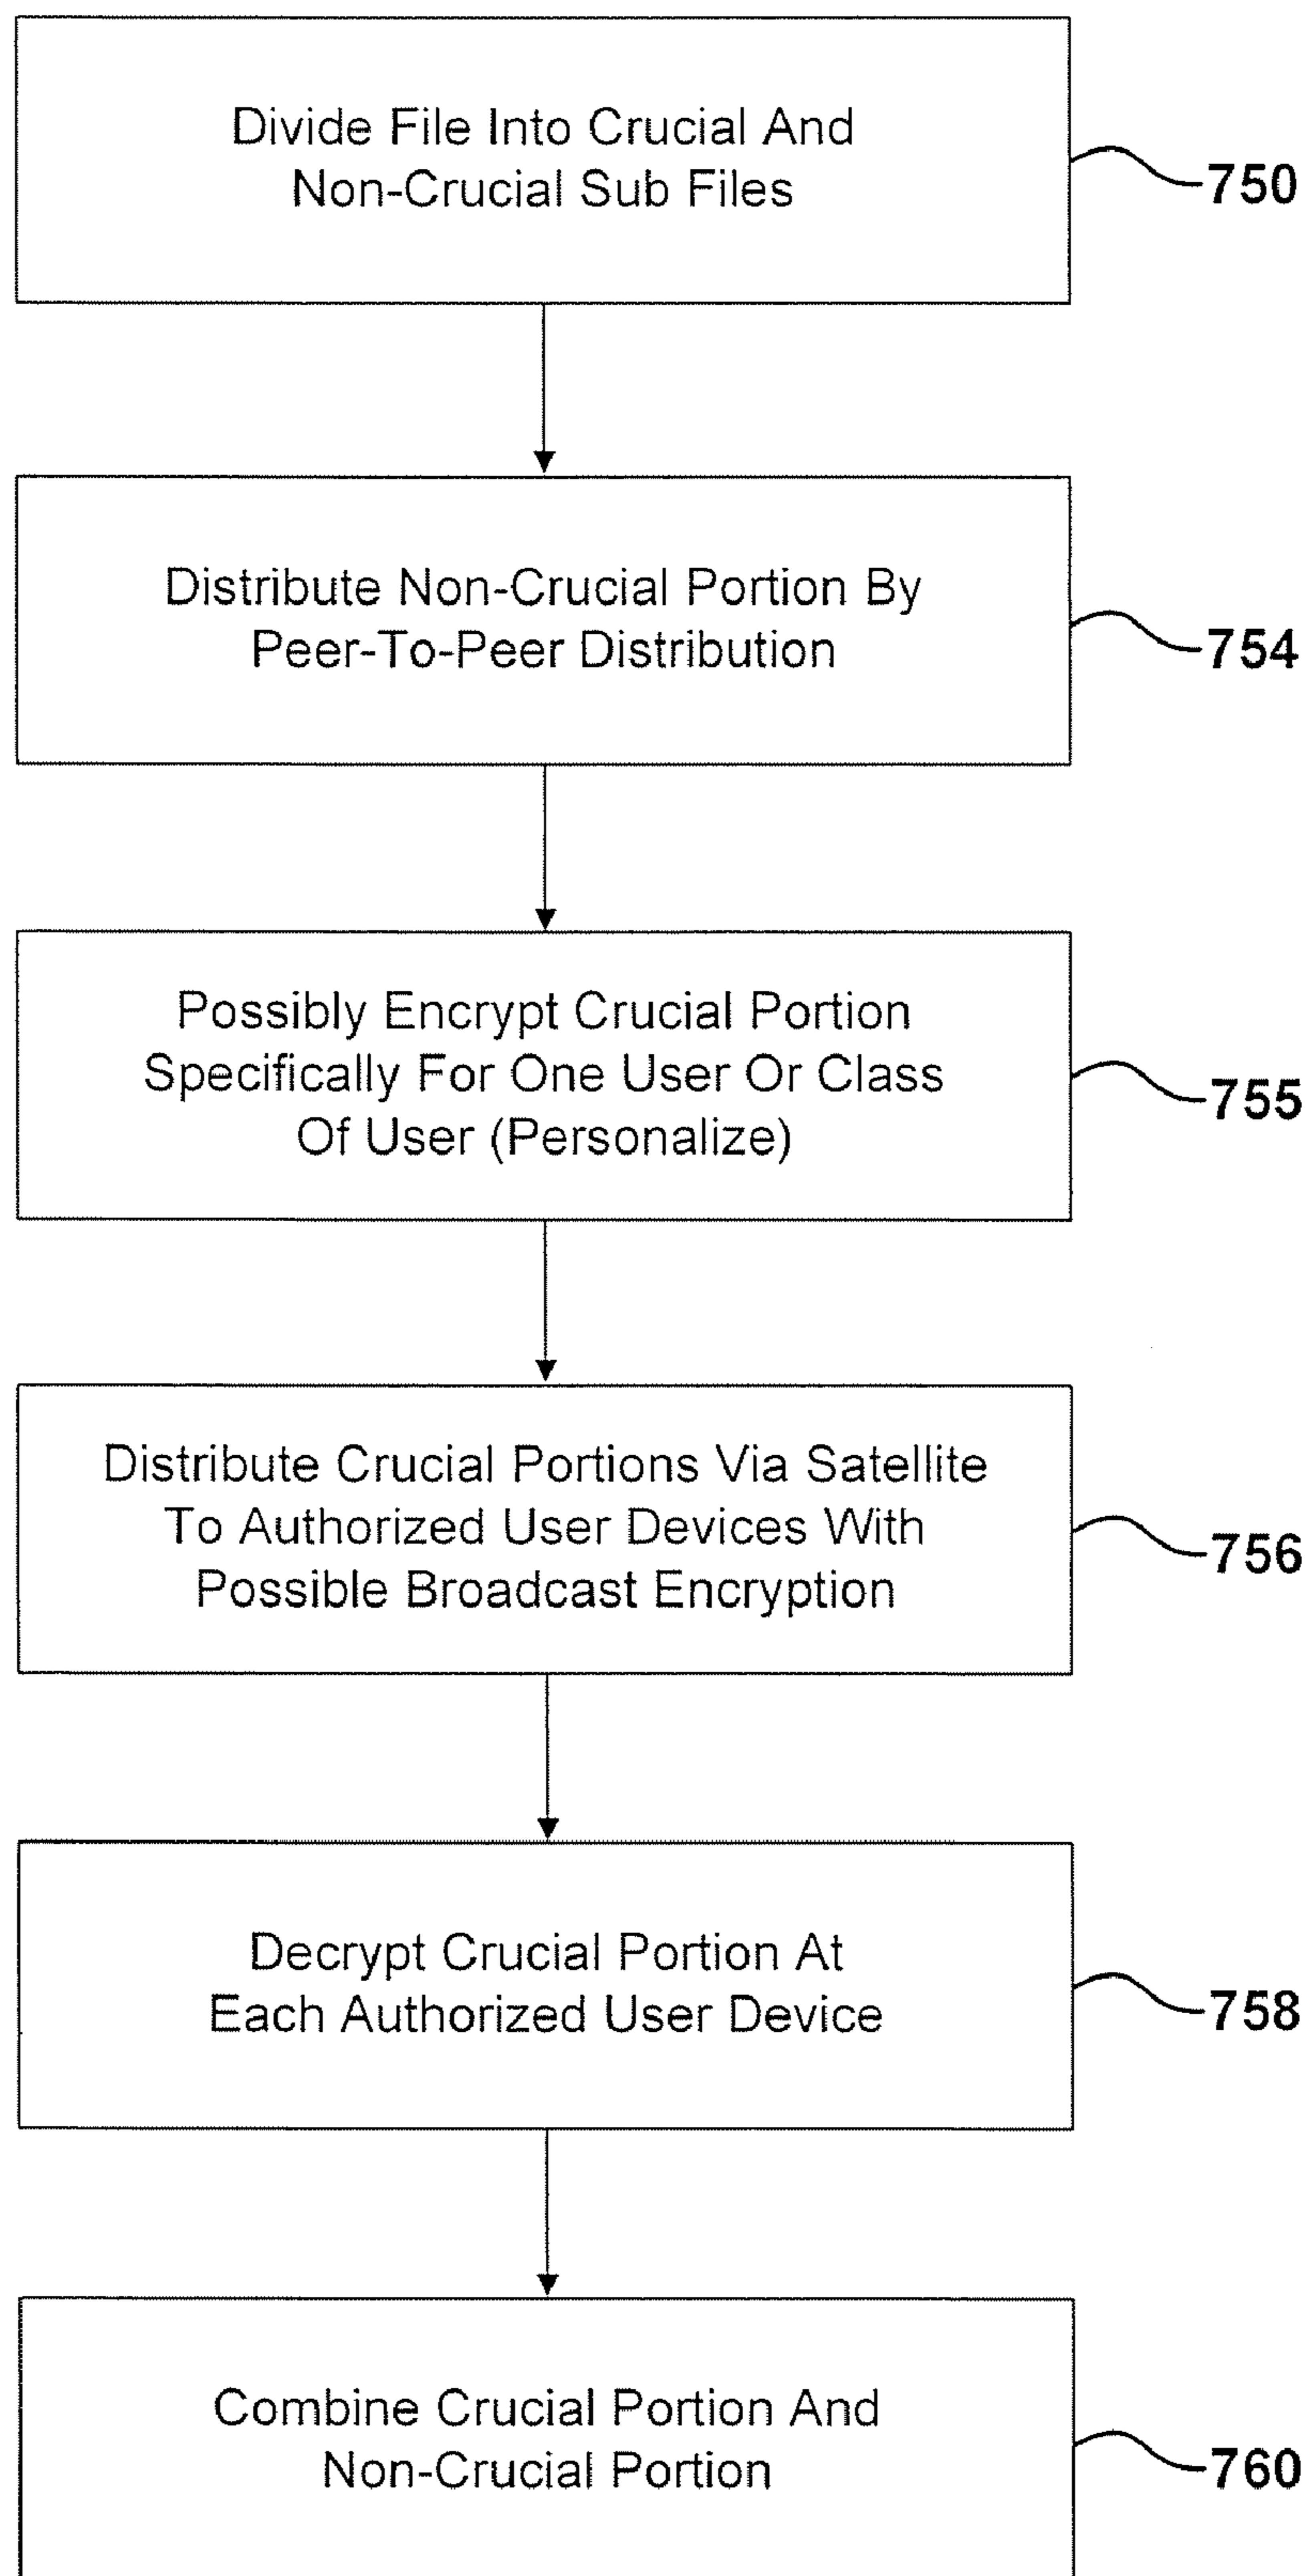 Divide File Into Crucial And
Non-Crucial Sub Files
750
Distribute Non-Crucial Portion By
Peer-To-Peer Distribution
754
Possibly Encrypt Crucial Portion
Specifically For One User Or Class
Of User (Personalize)
755
Distribute Crucial Portions Via Satellite
To Authorized User Devices With
Possible Broadcast Encryption
756
Decrypt Crucial Portion At
Each Authorized User Device
758
Combine Crucial Portion And
Non-Crucial Portion
760